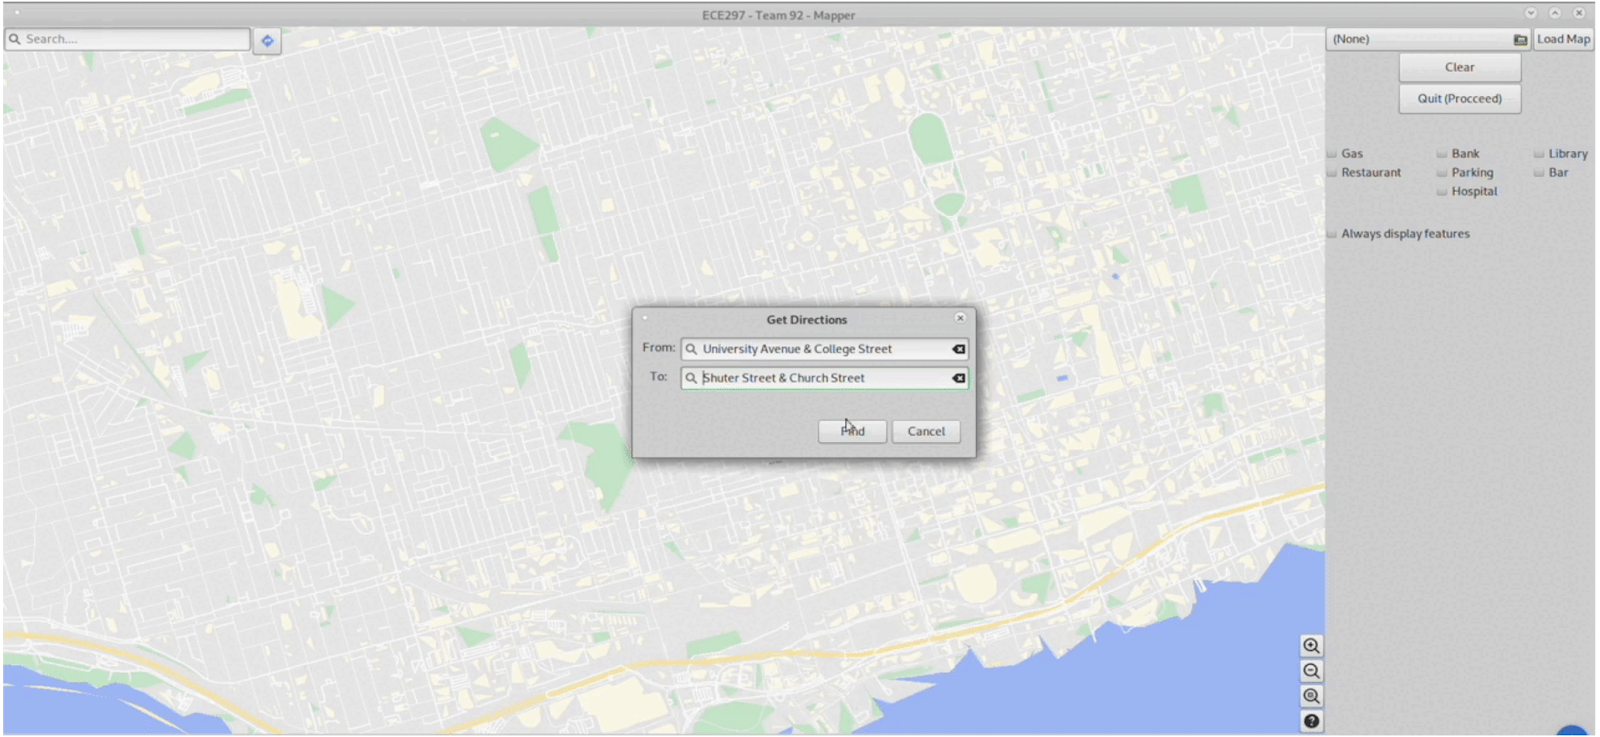 ECE297 - Team 92 - Mapper
Search....
(None)
Load Map
Clear
Quit (Procceed)
Gas
Bank
Library
Restaurant
Parking
Bar
Hospital
Always display features
Get Directions
From: University Avenue & College Street
To: Shuter Street & Church Street
Find
Cancel